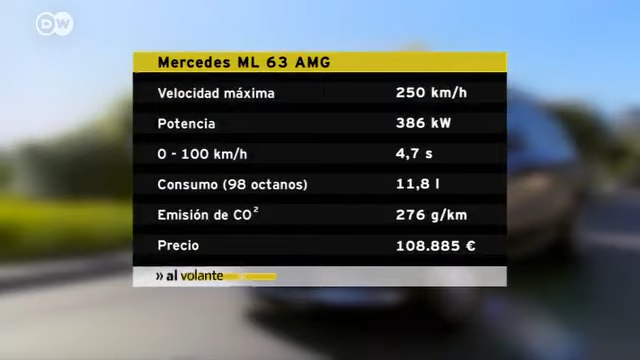 DW
Mercedes ML 63 AMG
Velocidad máxima 250 km/h
Potencia 386 kW
0 - 100 km/h 4,7 s
Consumo (98 octanos) 11,8 l
Emisión de CO² 276 g/km
Precio 108.885 €
» al volante